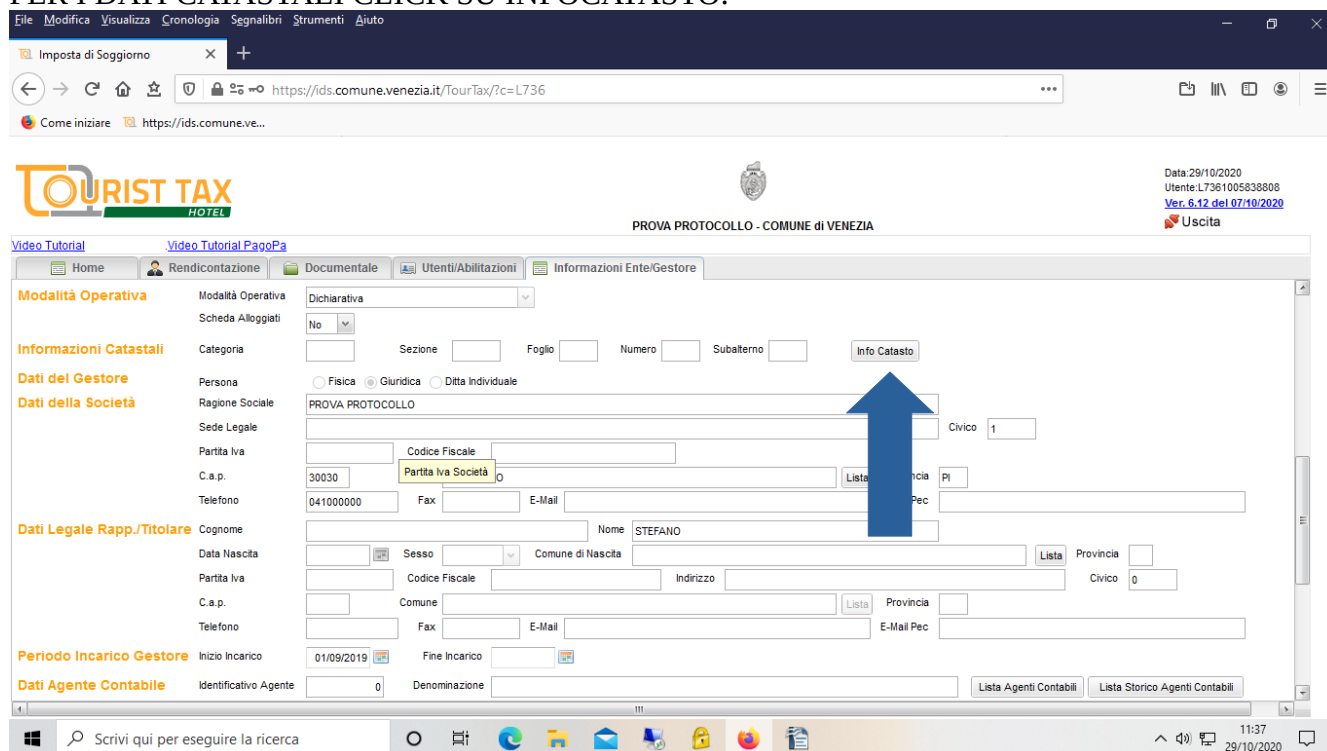 PER I DATI CATASTALI CLICK SU INFOCATASTO.
File Modifica Visualizza Cronologia Segnalibri Strumenti Aiuto
Imposta di Soggiorno
https://ids.comune.venezia.it/TourTax/?c=L736
Come iniziare https://ids.comune.ve...
TOURIST TAX
HOTEL
PROVA PROTOCOLLO - COMUNE di VENEZIA
Data:29/10/2020
Utente:L7361005838808
Ver. 6.12 del 07/10/2020
Uscita
Video Tutorial .Video Tutorial PagoPa
Home Rendicontazione Documentale Utenti/Abilitazioni Informazioni Ente/Gestore
Modalità Operativa Modalità Operativa Dichiarativa
Scheda Alloggiati No
Informazioni Catastali Categoria Sezione Foglio Numero Subalterno Info Catasto
Dati del Gestore Persona Fisica Giuridica Ditta Individuale
Dati della Società Ragione Sociale PROVA PROTOCOLLO
Sede Legale Civico 1
Partita Iva Codice Fiscale
Partita Iva Società
C.a.p. 30030 O Lista ncia PI
Telefono 041000000 Fax E-Mail Pec
Dati Legale Rapp./Titolare Cognome Nome STEFANO
Data Nascita Sesso Comune di Nascita Lista Provincia
Partita Iva Codice Fiscale Indirizzo Civico 0
C.a.p. Comune Lista Provincia
Telefono Fax E-Mail E-Mail Pec
Periodo Incarico Gestore Inizio Incarico 01/09/2019 Fine Incarico
Dati Agente Contabile Identificativo Agente 0 Denominazione Lista Agenti Contabili Lista Storico Agenti Contabili
Scrivi qui per eseguire la ricerca
11:37
29/10/2020